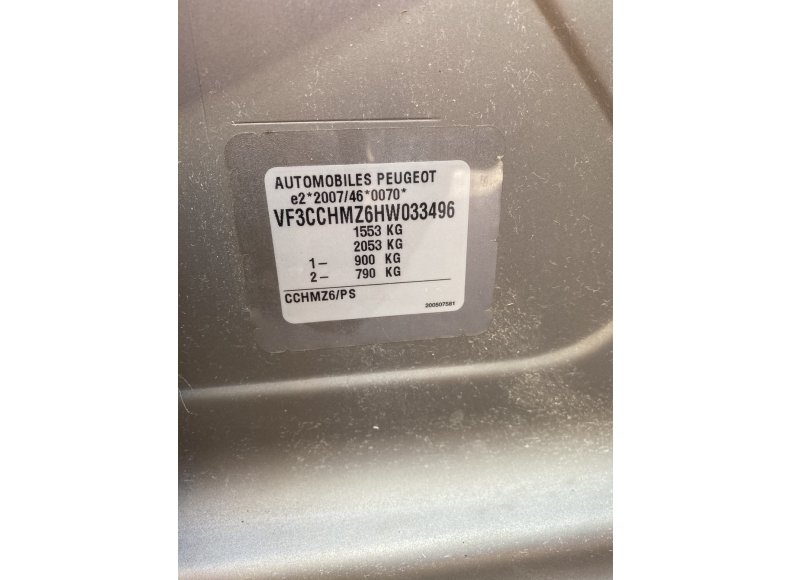 AUTOMOBILES PEUGEOT
e2*2007/46*0070*
VF3CCHMZ6HW033496
1553 KG
2053 KG
1– 900 KG
2– 790 KG
CCHMZ6/PS
200507581